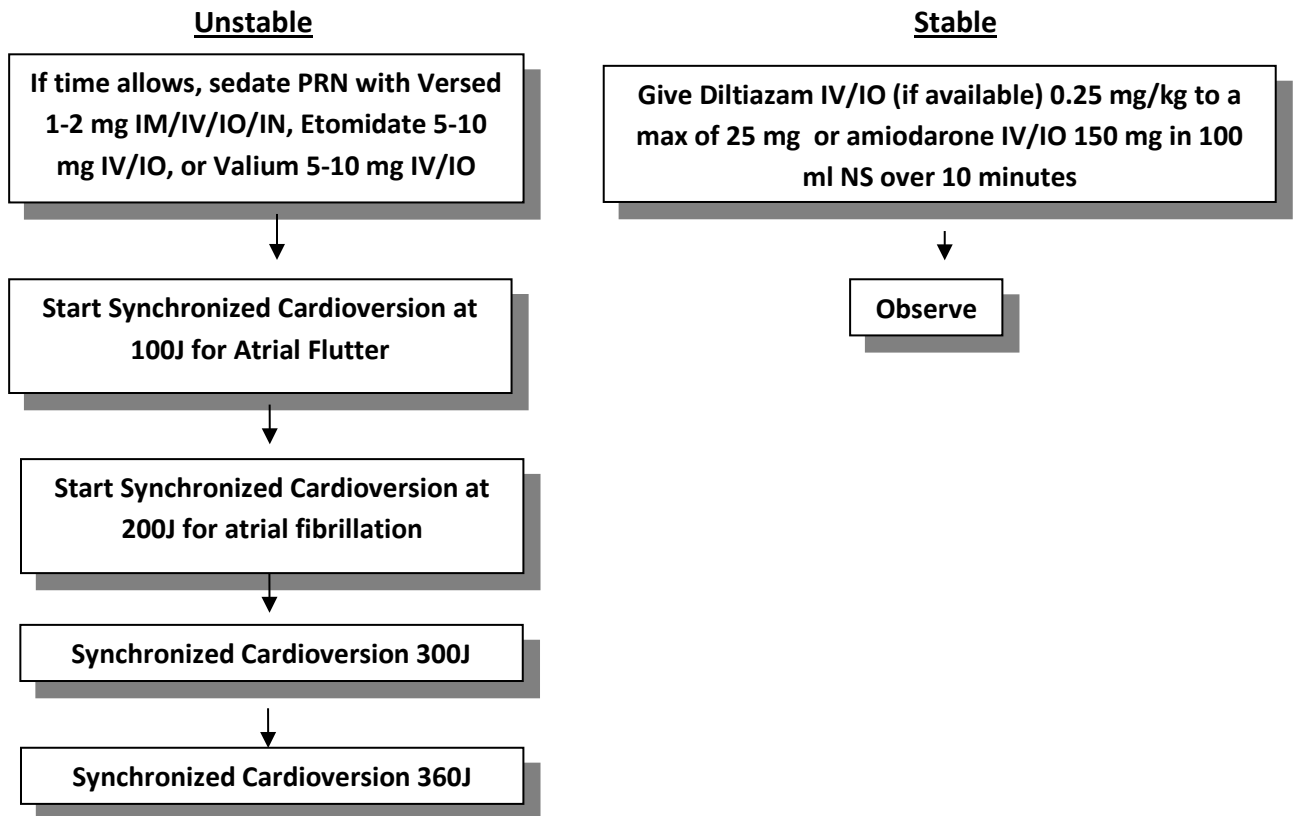 Unstable
If time allows, sedate PRN with Versed
1-2 mg IM/IV/IO/IN, Etomidate 5-10
mg IV/IO, or Valium 5-10 mg IV/IO
Start Synchronized Cardioversion at
100J for Atrial Flutter
Start Synchronized Cardioversion at
200J for atrial fibrillation
Synchronized Cardioversion 300J
Synchronized Cardioversion 360J
Stable
Give Diltiazam IV/IO (if available) 0.25 mg/kg to a
max of 25 mg or amiodarone IV/IO 150 mg in 100
ml NS over 10 minutes
Observe